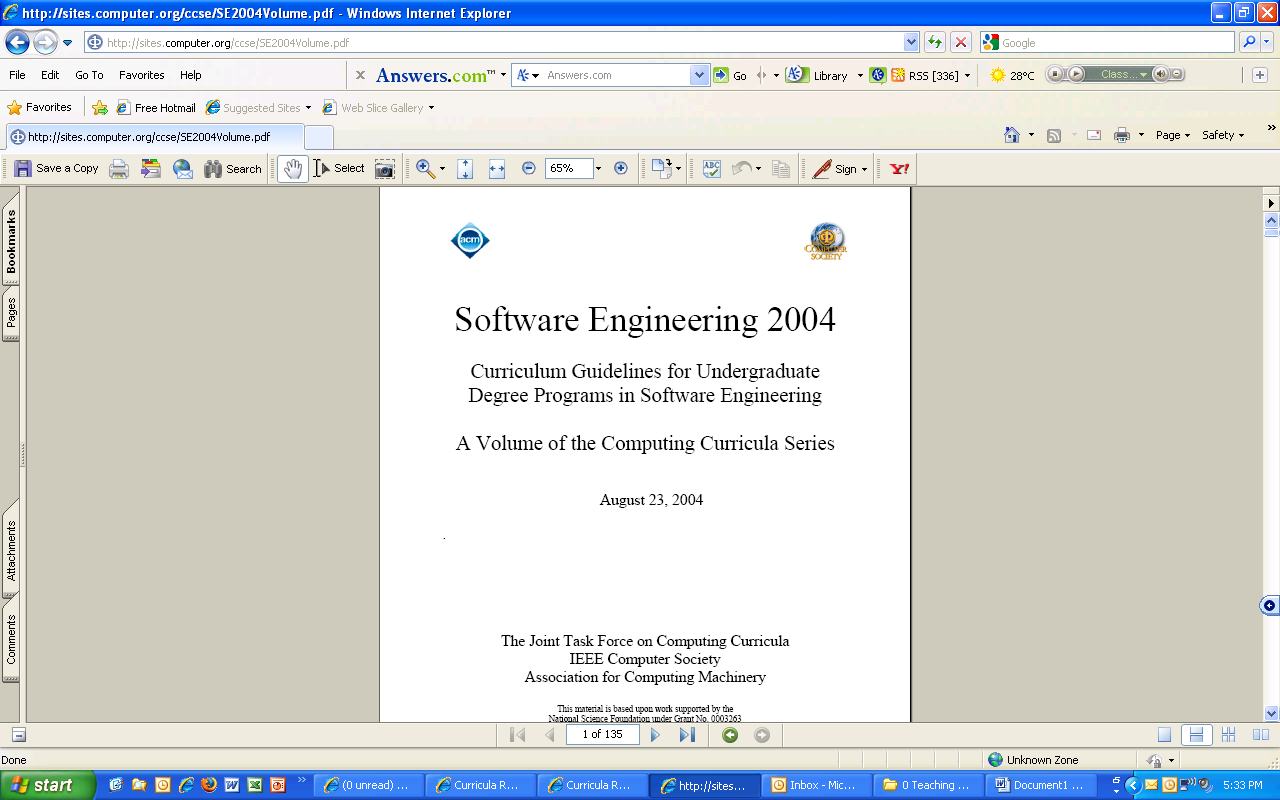 http://sites.computer.org/ccse/SE2004Volume.pdf - Windows Internet Explorer
http://sites.computer.org/ccse/SE2004Volume.pdf
Google
File Edit Go To Favorites Help
Answers.com™ Answers.com Go Library RSS [336] 28°C Class...
Favorites Free Hotmail Suggested Sites Web Slice Gallery
http://sites.computer.org/ccse/SE2004Volume.pdf
Page Safety
Save a Copy Search Select 65% Sign Y!
Bookmarks
Pages
Attachments
Comments
acm
COMPUTER
SOCIETY
Software Engineering 2004
Curriculum Guidelines for Undergraduate
Degree Programs in Software Engineering
A Volume of the Computing Curricula Series
August 23, 2004
.
The Joint Task Force on Computing Curricula
IEEE Computer Society
Association for Computing Machinery
This material is based upon work supported by the
National Science Foundation under Grant No. 0003263
1 of 135
Done
Unknown Zone
start (0 unread) ... Curricula R... Curricula R... http://sites... Inbox - Mic... 0 Teaching ... Document1 ... 5:33 PM